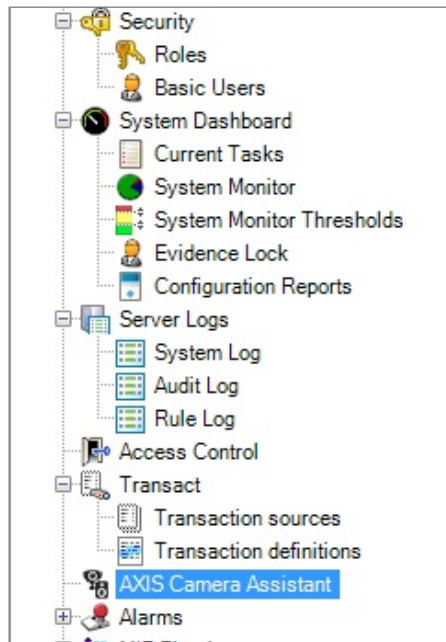 Security
Roles
Basic Users
System Dashboard
Current Tasks
System Monitor
System Monitor Thresholds
Evidence Lock
Configuration Reports
Server Logs
System Log
Audit Log
Rule Log
Access Control
Transact
Transaction sources
Transaction definitions
AXIS Camera Assistant
Alarms